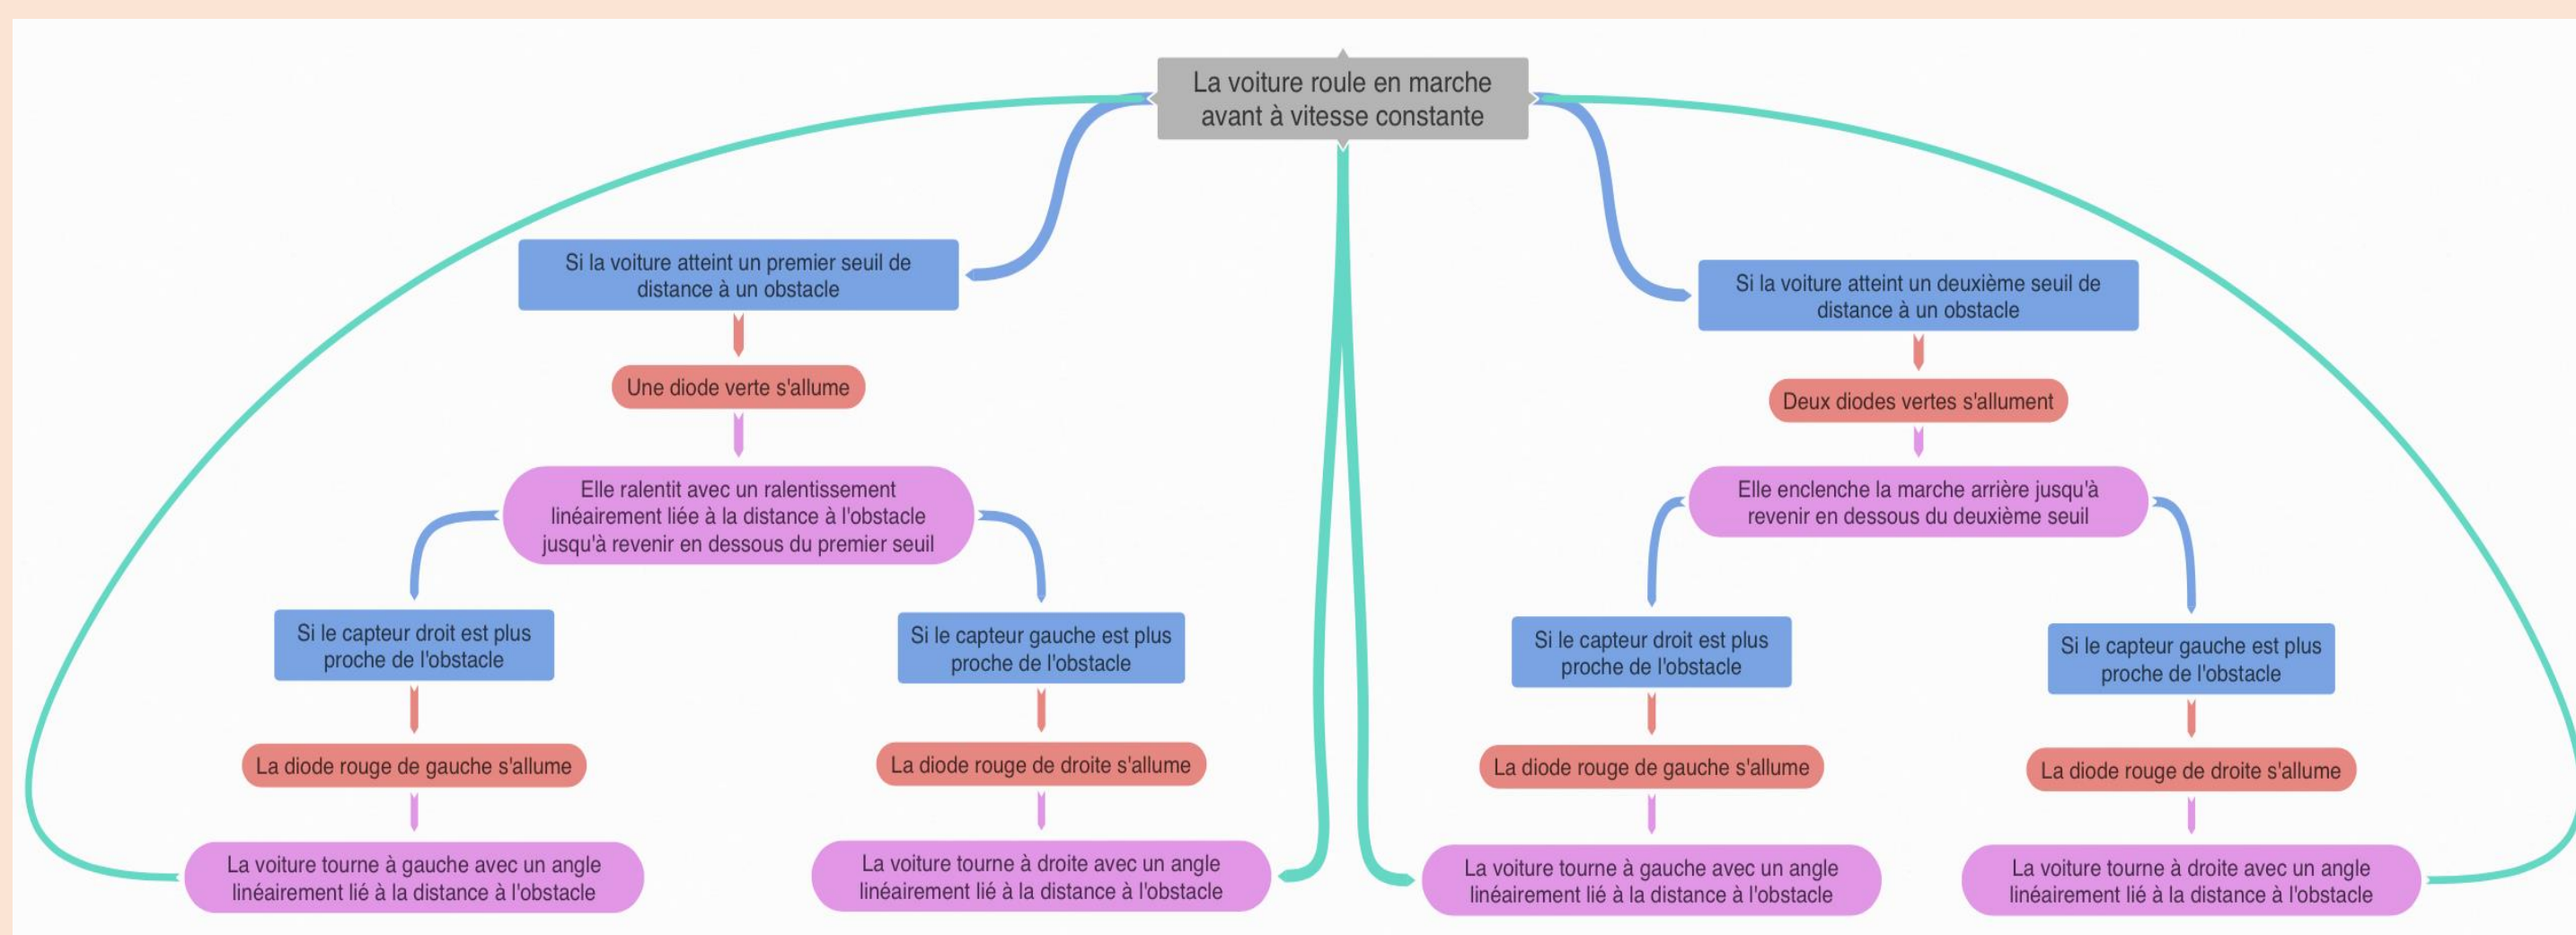 La voiture roule en marche
avant à vitesse constante
Si la voiture atteint un premier seuil de
distance à un obstacle
Une diode verte s'allume
Elle ralentit avec un ralentissement
linéairement liée à la distance à l'obstacle
jusqu'à revenir en dessous du premier seuil
Si le capteur droit est plus
proche de l'obstacle
La diode rouge de gauche s'allume
La voiture tourne à gauche avec un angle
linéairement lié à la distance à l'obstacle
Si le capteur gauche est plus
proche de l'obstacle
La diode rouge de droite s'allume
La voiture tourne à droite avec un angle
linéairement lié à la distance à l'obstacle
Si la voiture atteint un deuxième seuil de
distance à un obstacle
Deux diodes vertes s'allument
Elle enclenche la marche arrière jusqu'à
revenir en dessous du deuxième seuil
Si le capteur droit est plus
proche de l'obstacle
La diode rouge de gauche s'allume
La voiture tourne à gauche avec un angle
linéairement lié à la distance à l'obstacle
Si le capteur gauche est plus
proche de l'obstacle
La diode rouge de droite s'allume
La voiture tourne à droite avec un angle
linéairement lié à la distance à l'obstacle